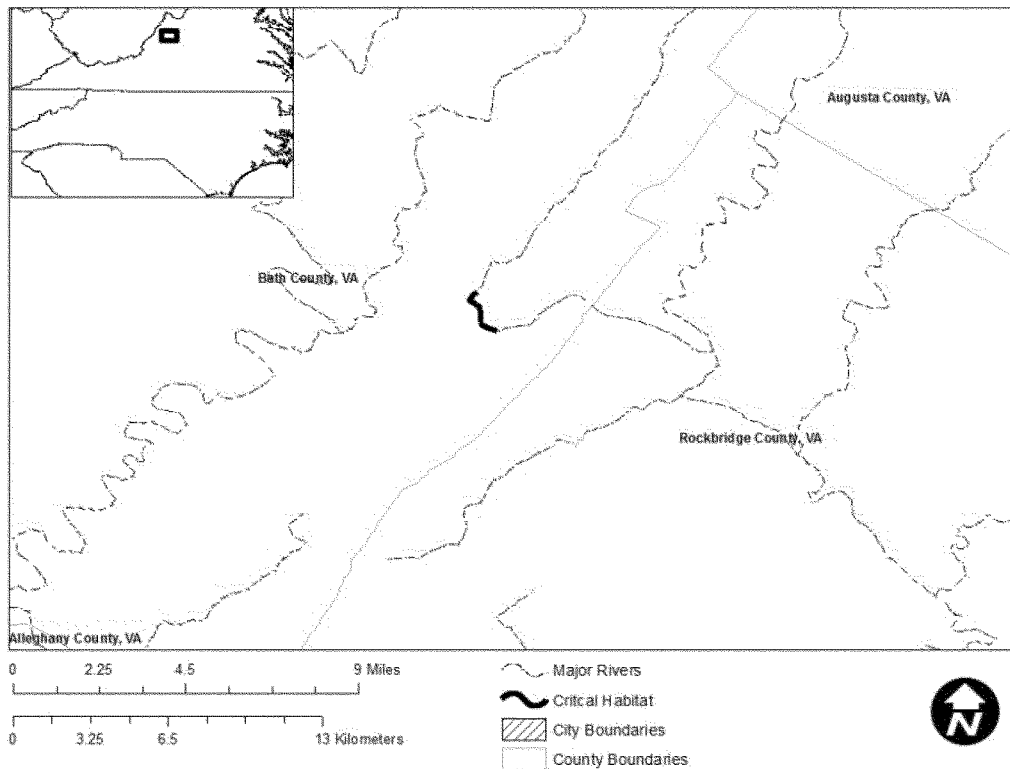 Augusta County, VA
Bath County, VA
Rockbridge County, VA
Alleghany County, VA
0 2.25 4.5 9 Miles
0 3.25 6.5 13 Kilometers
Major Rivers
Critcal Habitat
City Boundaries
County Boundaries
N